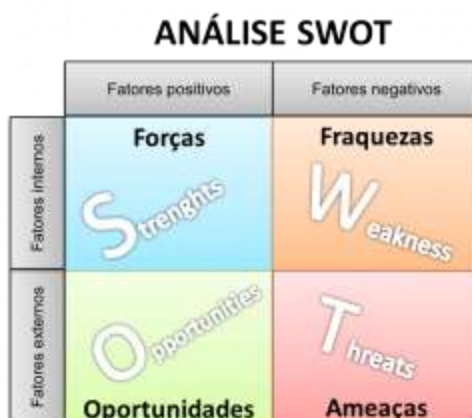 ANÁLISE SWOT
Fatores positivos
Fatores negativos
Fatores internos
Forças
Strenghts
Fraquezas
Weakness
Fatores externos
Opportunities
Oportunidades
Threats
Ameaças